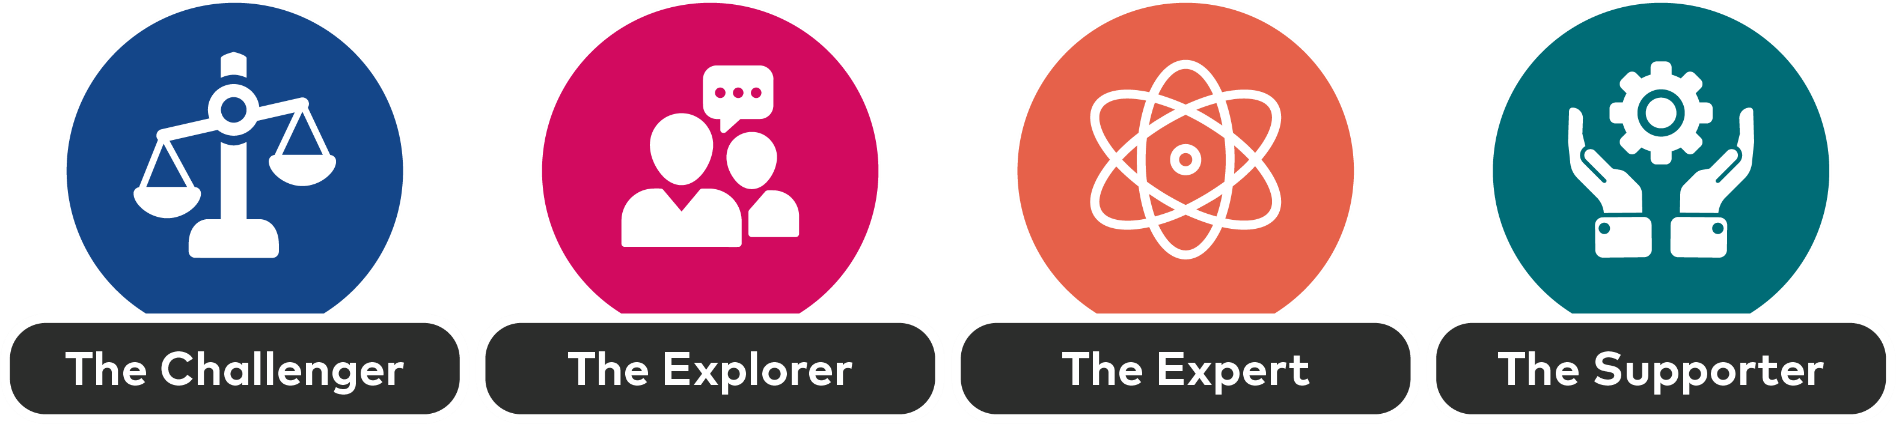 The Challenger
The Explorer
The Expert
The Supporter